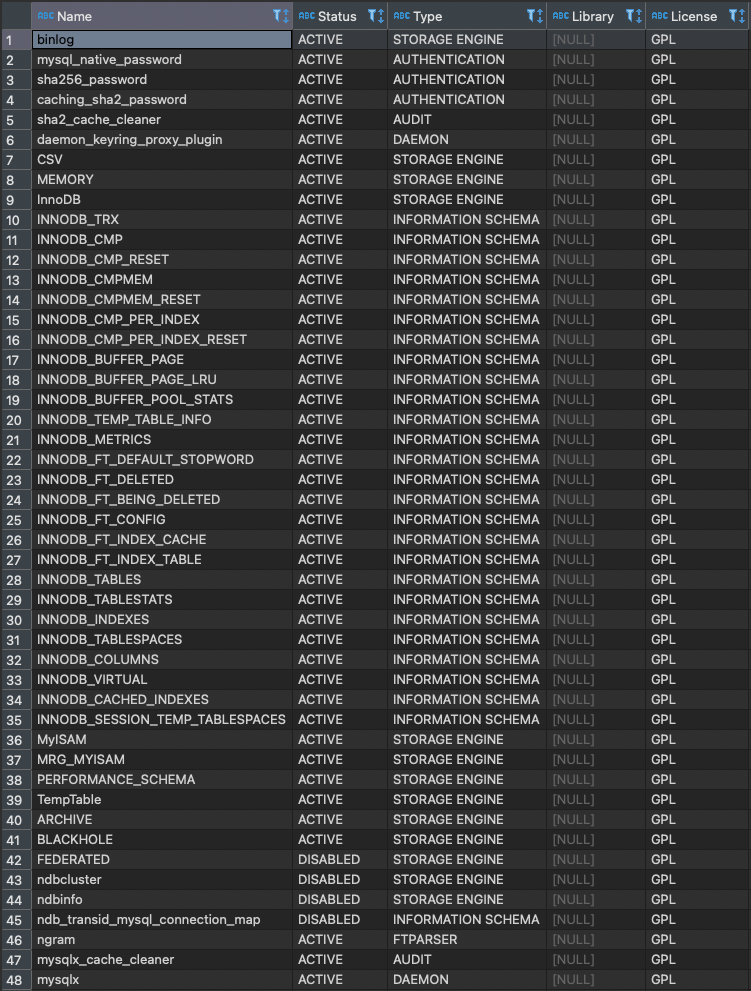 ABC Name ABC Status ABC Type ABC Library ABC License
1 binlog ACTIVE STORAGE ENGINE [NULL] GPL
2 mysql_native_password ACTIVE AUTHENTICATION [NULL] GPL
3 sha256_password ACTIVE AUTHENTICATION [NULL] GPL
4 caching_sha2_password ACTIVE AUTHENTICATION [NULL] GPL
5 sha2_cache_cleaner ACTIVE AUDIT [NULL] GPL
6 daemon_keyring_proxy_plugin ACTIVE DAEMON [NULL] GPL
7 CSV ACTIVE STORAGE ENGINE [NULL] GPL
8 MEMORY ACTIVE STORAGE ENGINE [NULL] GPL
9 InnoDB ACTIVE STORAGE ENGINE [NULL] GPL
10 INNODB_TRX ACTIVE INFORMATION SCHEMA [NULL] GPL
11 INNODB_CMP ACTIVE INFORMATION SCHEMA [NULL] GPL
12 INNODB_CMP_RESET ACTIVE INFORMATION SCHEMA [NULL] GPL
13 INNODB_CMPMEM ACTIVE INFORMATION SCHEMA [NULL] GPL
14 INNODB_CMPMEM_RESET ACTIVE INFORMATION SCHEMA [NULL] GPL
15 INNODB_CMP_PER_INDEX ACTIVE INFORMATION SCHEMA [NULL] GPL
16 INNODB_CMP_PER_INDEX_RESET ACTIVE INFORMATION SCHEMA [NULL] GPL
17 INNODB_BUFFER_PAGE ACTIVE INFORMATION SCHEMA [NULL] GPL
18 INNODB_BUFFER_PAGE_LRU ACTIVE INFORMATION SCHEMA [NULL] GPL
19 INNODB_BUFFER_POOL_STATS ACTIVE INFORMATION SCHEMA [NULL] GPL
20 INNODB_TEMP_TABLE_INFO ACTIVE INFORMATION SCHEMA [NULL] GPL
21 INNODB_METRICS ACTIVE INFORMATION SCHEMA [NULL] GPL
22 INNODB_FT_DEFAULT_STOPWORD ACTIVE INFORMATION SCHEMA [NULL] GPL
23 INNODB_FT_DELETED ACTIVE INFORMATION SCHEMA [NULL] GPL
24 INNODB_FT_BEING_DELETED ACTIVE INFORMATION SCHEMA [NULL] GPL
25 INNODB_FT_CONFIG ACTIVE INFORMATION SCHEMA [NULL] GPL
26 INNODB_FT_INDEX_CACHE ACTIVE INFORMATION SCHEMA [NULL] GPL
27 INNODB_FT_INDEX_TABLE ACTIVE INFORMATION SCHEMA [NULL] GPL
28 INNODB_TABLES ACTIVE INFORMATION SCHEMA [NULL] GPL
29 INNODB_TABLESTATS ACTIVE INFORMATION SCHEMA [NULL] GPL
30 INNODB_INDEXES ACTIVE INFORMATION SCHEMA [NULL] GPL
31 INNODB_TABLESPACES ACTIVE INFORMATION SCHEMA [NULL] GPL
32 INNODB_COLUMNS ACTIVE INFORMATION SCHEMA [NULL] GPL
33 INNODB_VIRTUAL ACTIVE INFORMATION SCHEMA [NULL] GPL
34 INNODB_CACHED_INDEXES ACTIVE INFORMATION SCHEMA [NULL] GPL
35 INNODB_SESSION_TEMP_TABLESPACES ACTIVE INFORMATION SCHEMA [NULL] GPL
36 MyISAM ACTIVE STORAGE ENGINE [NULL] GPL
37 MRG_MYISAM ACTIVE STORAGE ENGINE [NULL] GPL
38 PERFORMANCE_SCHEMA ACTIVE STORAGE ENGINE [NULL] GPL
39 TempTable ACTIVE STORAGE ENGINE [NULL] GPL
40 ARCHIVE ACTIVE STORAGE ENGINE [NULL] GPL
41 BLACKHOLE ACTIVE STORAGE ENGINE [NULL] GPL
42 FEDERATED DISABLED STORAGE ENGINE [NULL] GPL
43 ndbcluster DISABLED STORAGE ENGINE [NULL] GPL
44 ndbinfo DISABLED STORAGE ENGINE [NULL] GPL
45 ndb_transid_mysql_connection_map DISABLED INFORMATION SCHEMA [NULL] GPL
46 ngram ACTIVE FTPARSER [NULL] GPL
47 mysqlx_cache_cleaner ACTIVE AUDIT [NULL] GPL
48 mysqlx ACTIVE DAEMON [NULL] GPL